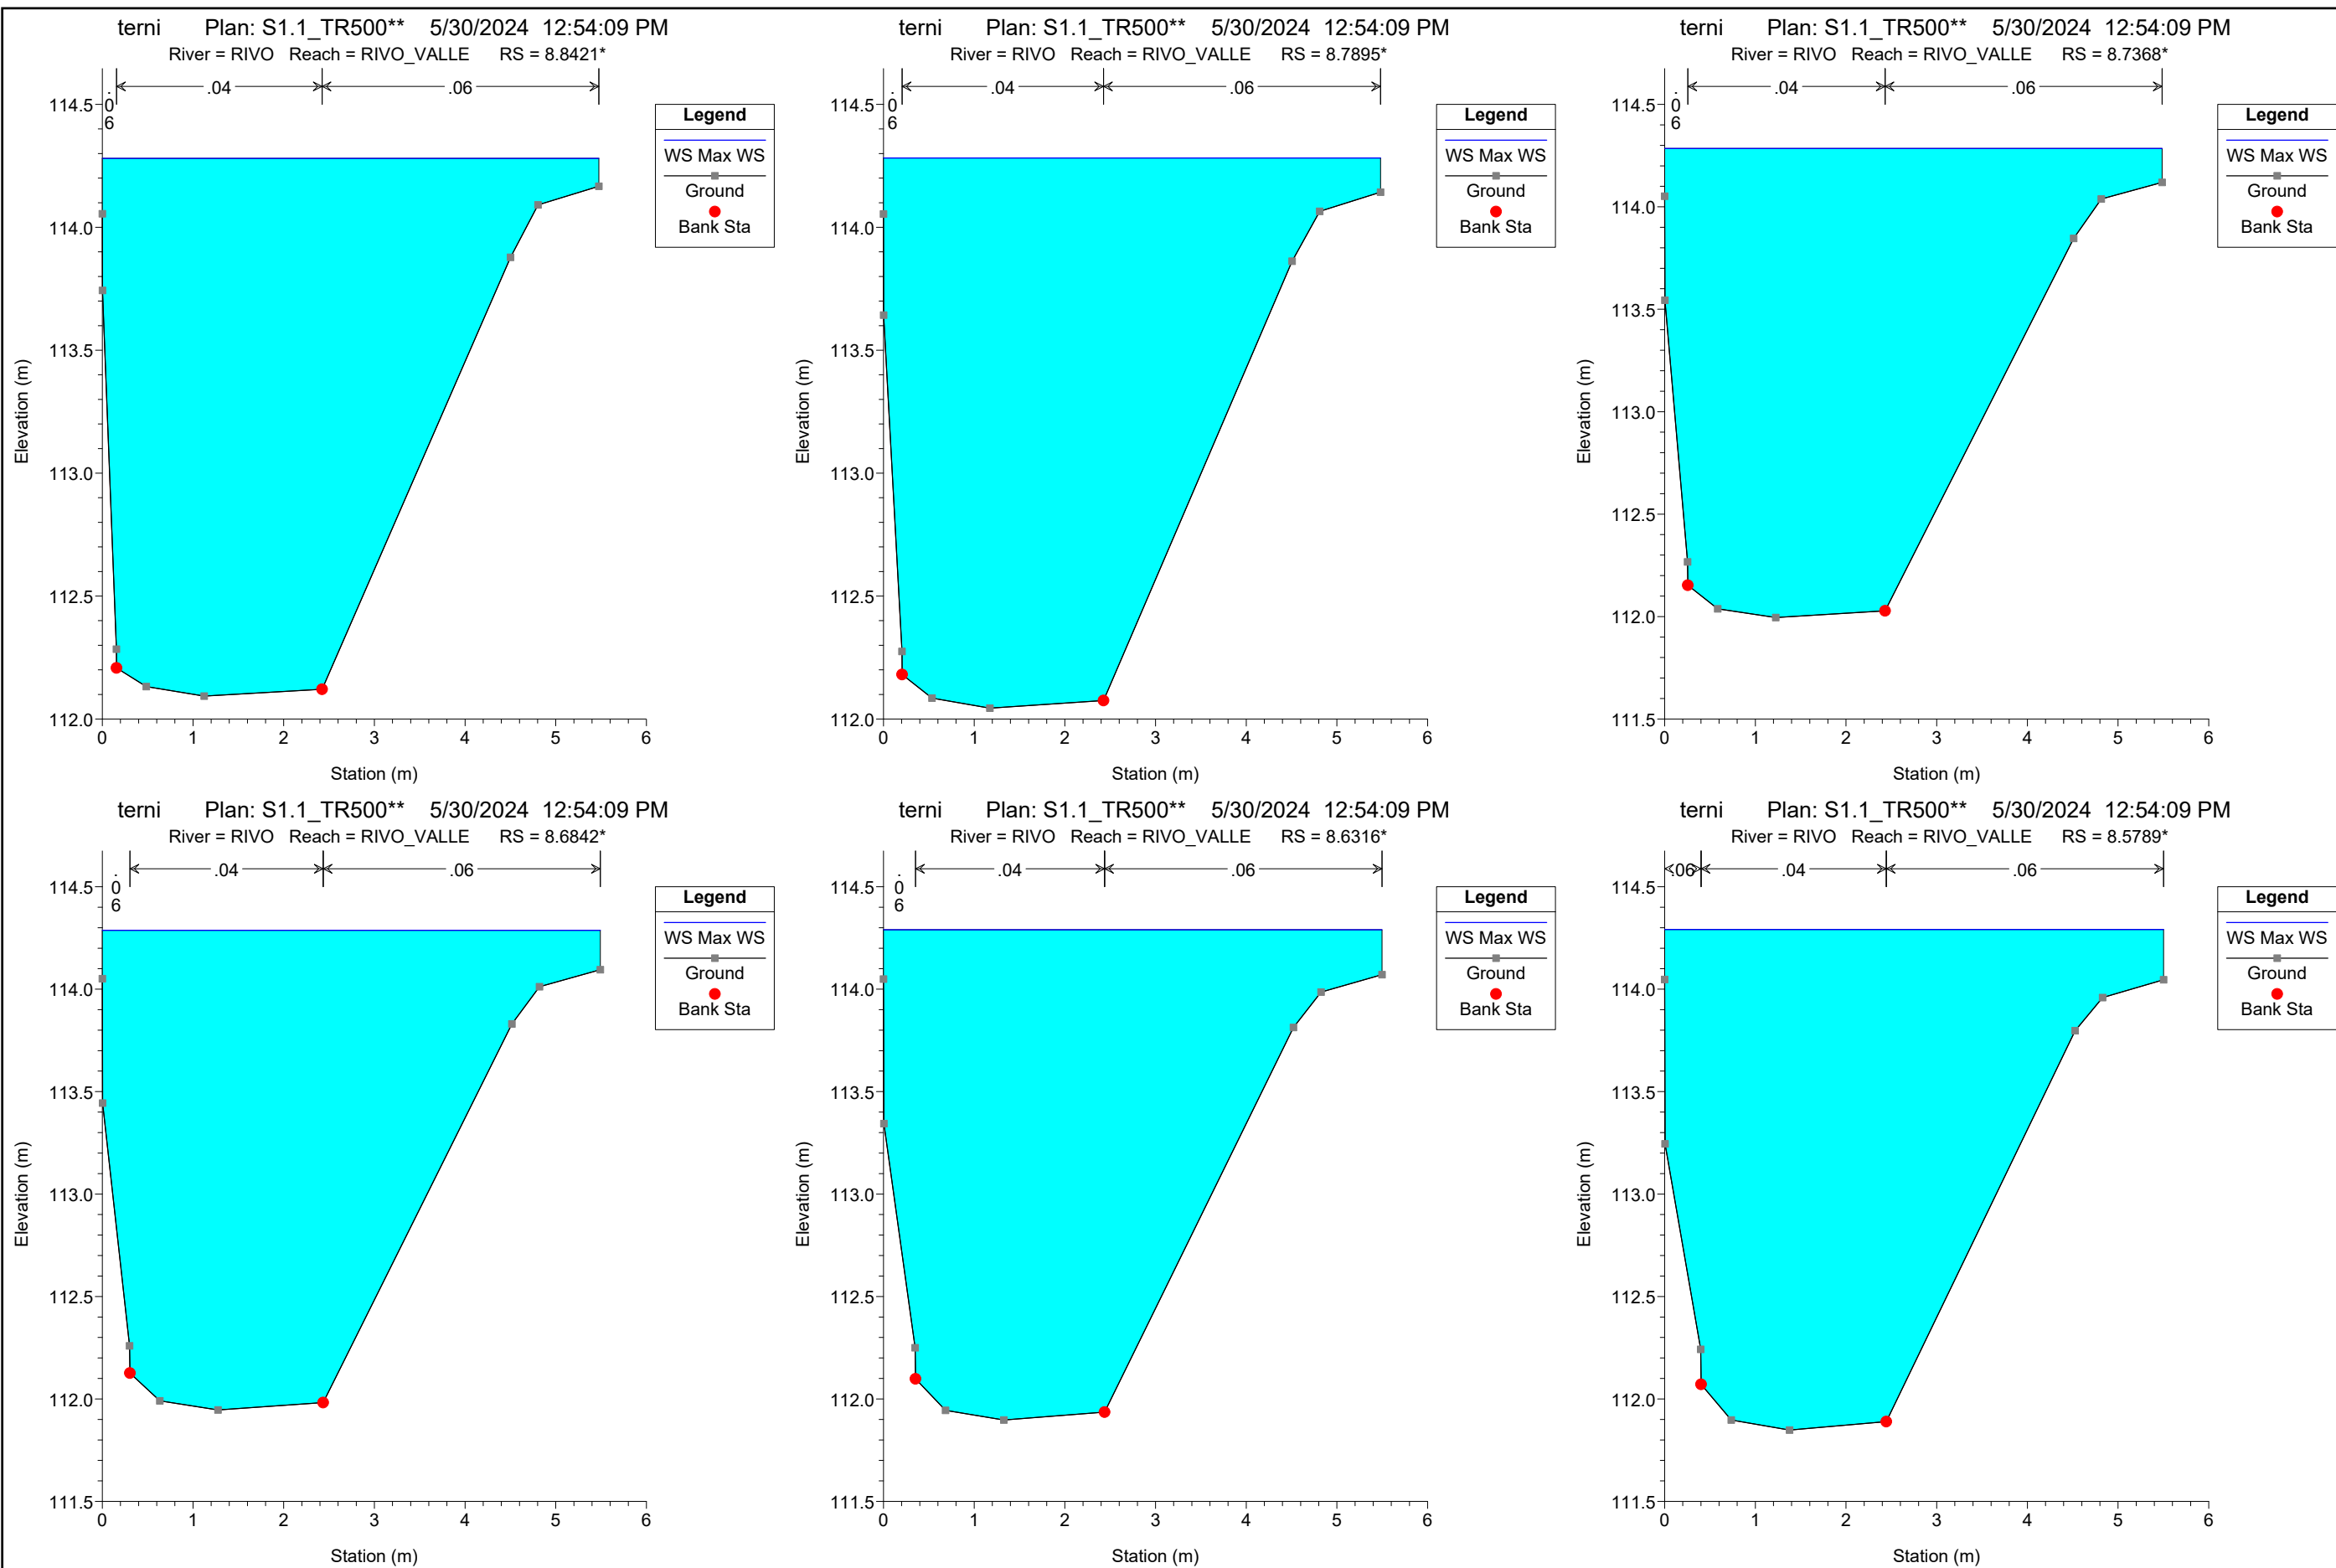 terni Plan: S1.1_TR500** 5/30/2024 12:54:09 PM
River = RIVO Reach = RIVO_VALLE RS = 8.8421*
.06
.04
.06
114.5
114.0
113.5
113.0
112.5
112.0
Elevation (m)
0 1 2 3 4 5 6
Station (m)
Legend
WS Max WS
Ground
Bank Sta
terni Plan: S1.1_TR500** 5/30/2024 12:54:09 PM
River = RIVO Reach = RIVO_VALLE RS = 8.7895*
.06
.04
.06
114.5
114.0
113.5
113.0
112.5
112.0
Elevation (m)
0 1 2 3 4 5 6
Station (m)
Legend
WS Max WS
Ground
Bank Sta
terni Plan: S1.1_TR500** 5/30/2024 12:54:09 PM
River = RIVO Reach = RIVO_VALLE RS = 8.7368*
.06
.04
.06
114.5
114.0
113.5
113.0
112.5
112.0
111.5
Elevation (m)
0 1 2 3 4 5 6
Station (m)
Legend
WS Max WS
Ground
Bank Sta
terni Plan: S1.1_TR500** 5/30/2024 12:54:09 PM
River = RIVO Reach = RIVO_VALLE RS = 8.6842*
.06
.04
.06
114.5
114.0
113.5
113.0
112.5
112.0
111.5
Elevation (m)
0 1 2 3 4 5 6
Station (m)
Legend
WS Max WS
Ground
Bank Sta
terni Plan: S1.1_TR500** 5/30/2024 12:54:09 PM
River = RIVO Reach = RIVO_VALLE RS = 8.6316*
.06
.04
.06
114.5
114.0
113.5
113.0
112.5
112.0
111.5
Elevation (m)
0 1 2 3 4 5 6
Station (m)
Legend
WS Max WS
Ground
Bank Sta
terni Plan: S1.1_TR500** 5/30/2024 12:54:09 PM
River = RIVO Reach = RIVO_VALLE RS = 8.5789*
.06
.04
.06
114.5
114.0
113.5
113.0
112.5
112.0
111.5
Elevation (m)
0 1 2 3 4 5 6
Station (m)
Legend
WS Max WS
Ground
Bank Sta